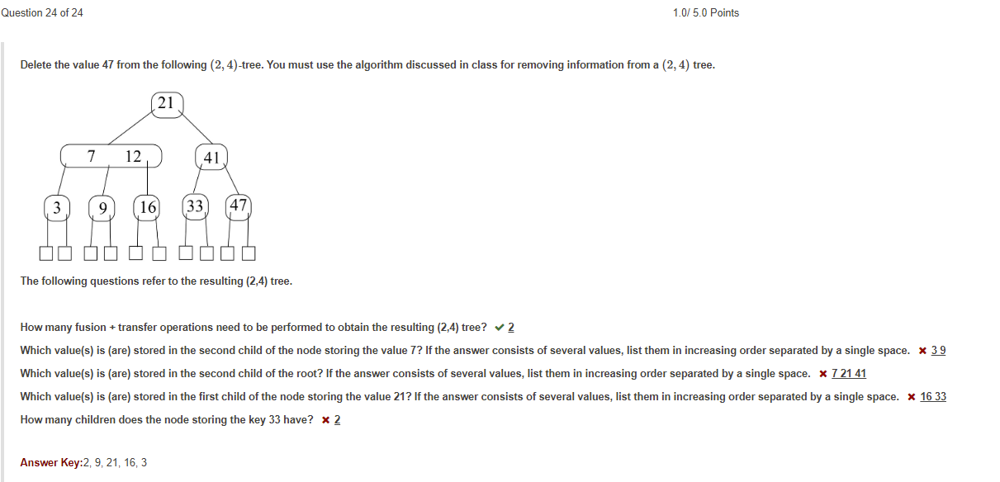 Question 24 of 24
1.0/ 5.0 Points
Delete the value 47 from the following (2, 4)-tree. You must use the algorithm discussed in class for removing information from a (2, 4) tree.
21
7 12 41
3 9 16 33 47
The following questions refer to the resulting (2,4) tree.
How many fusion + transfer operations need to be performed to obtain the resulting (2,4) tree? ✔ 2
Which value(s) is (are) stored in the second child of the node storing the value 7? If the answer consists of several values, list them in increasing order separated by a single space. ✖ 3 9
Which value(s) is (are) stored in the second child of the root? If the answer consists of several values, list them in increasing order separated by a single space. ✖ 7 21 41
Which value(s) is (are) stored in the first child of the node storing the value 21? If the answer consists of several values, list them in increasing order separated by a single space. ✖ 16 33
How many children does the node storing the key 33 have? ✖ 2
Answer Key:2, 9, 21, 16, 3